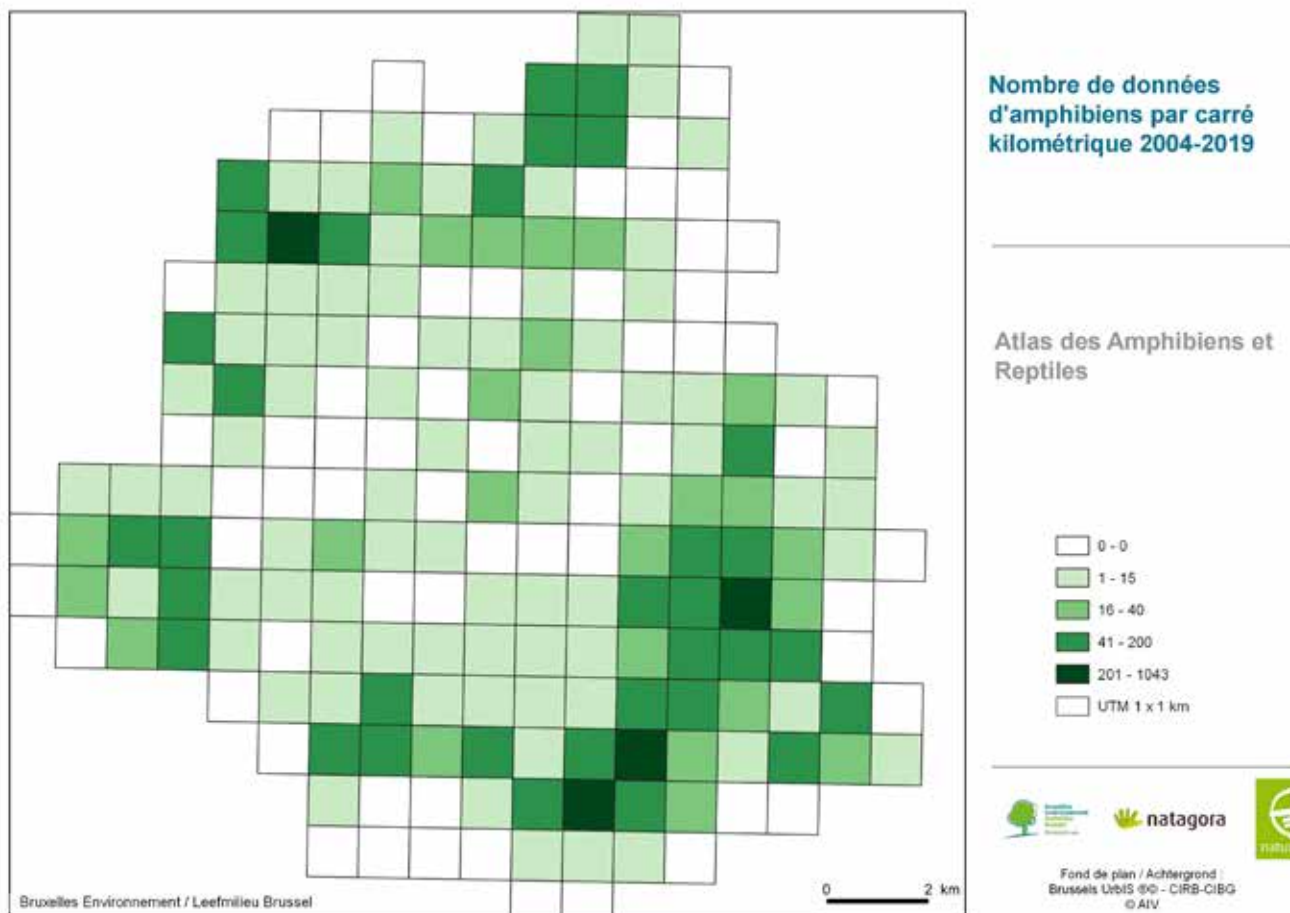 Nombre de données
d'amphibiens par carré
kilométrique 2004-2019
Atlas des Amphibiens et
Reptiles
0 - 0
1 - 15
16 - 40
41 - 200
201 - 1043
UTM 1 x 1 km
natagora
Fond de plan / Achtergrond :
Brussels UrbIS ®© - CIRB-CIBG
© AIV
0 2 km
Bruxelles Environnement / Leefmilieu Brussel